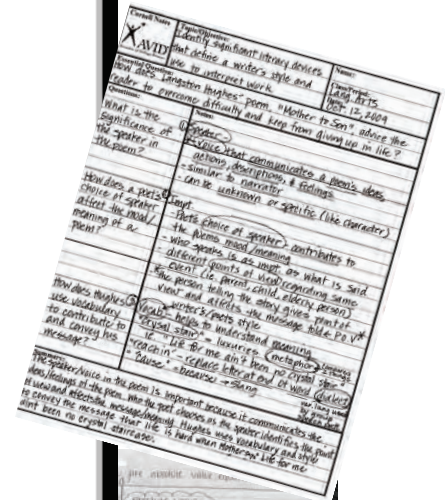 Cornell Notes
AVID
Topic/Objective:
Identify significant literary devices
that define a writer's style and
use to interpret work.
Name:
Class/Period:
Lang. Arts
Date:
Oct. 12, 2009
Essential Question:
How does Langston Hughes' poem, "Mother to Son", advise the
reader to overcome difficulty and keep from giving up in life?
Questions:
What is the
significance of
the speaker in
the poem?
How does a poet's
choice of speaker
affect the mood/
meaning of a
poem?
How does Hughes
use vocabulary
to contribute to
and convey his
message?
Notes:
Speaker
voice that communicates a poem's ideas,
actions, descriptions, & feelings
- similar to narrator
- can be unknown or specific (like character)
Impt.
- Poet's choice of speaker contributes to
the poem's mood/meaning
- who speaks is as impt as what is said
- different points of view regarding same
event (ie. parent, child, elderly person)
the person telling the story gives point of
view and affects the message told
Vocab
writer's/poet's style
helps to understand meaning
"crystal stair" = luxuries metaphor
"Life for me ain't been no crystal stair"
"reachin'" replace letter at end of word
"'cause" = because → slang
dialect
Summary:
The speaker/voice in the poem is important because it communicates the
ideas/feelings of the poem. Who the poet chooses as the speaker identifies the point
of view and affects the message/meaning. Hughes uses vocabulary and style
to convey the message that life is hard when Mother says "Life for me
ain't been no crystal staircase.